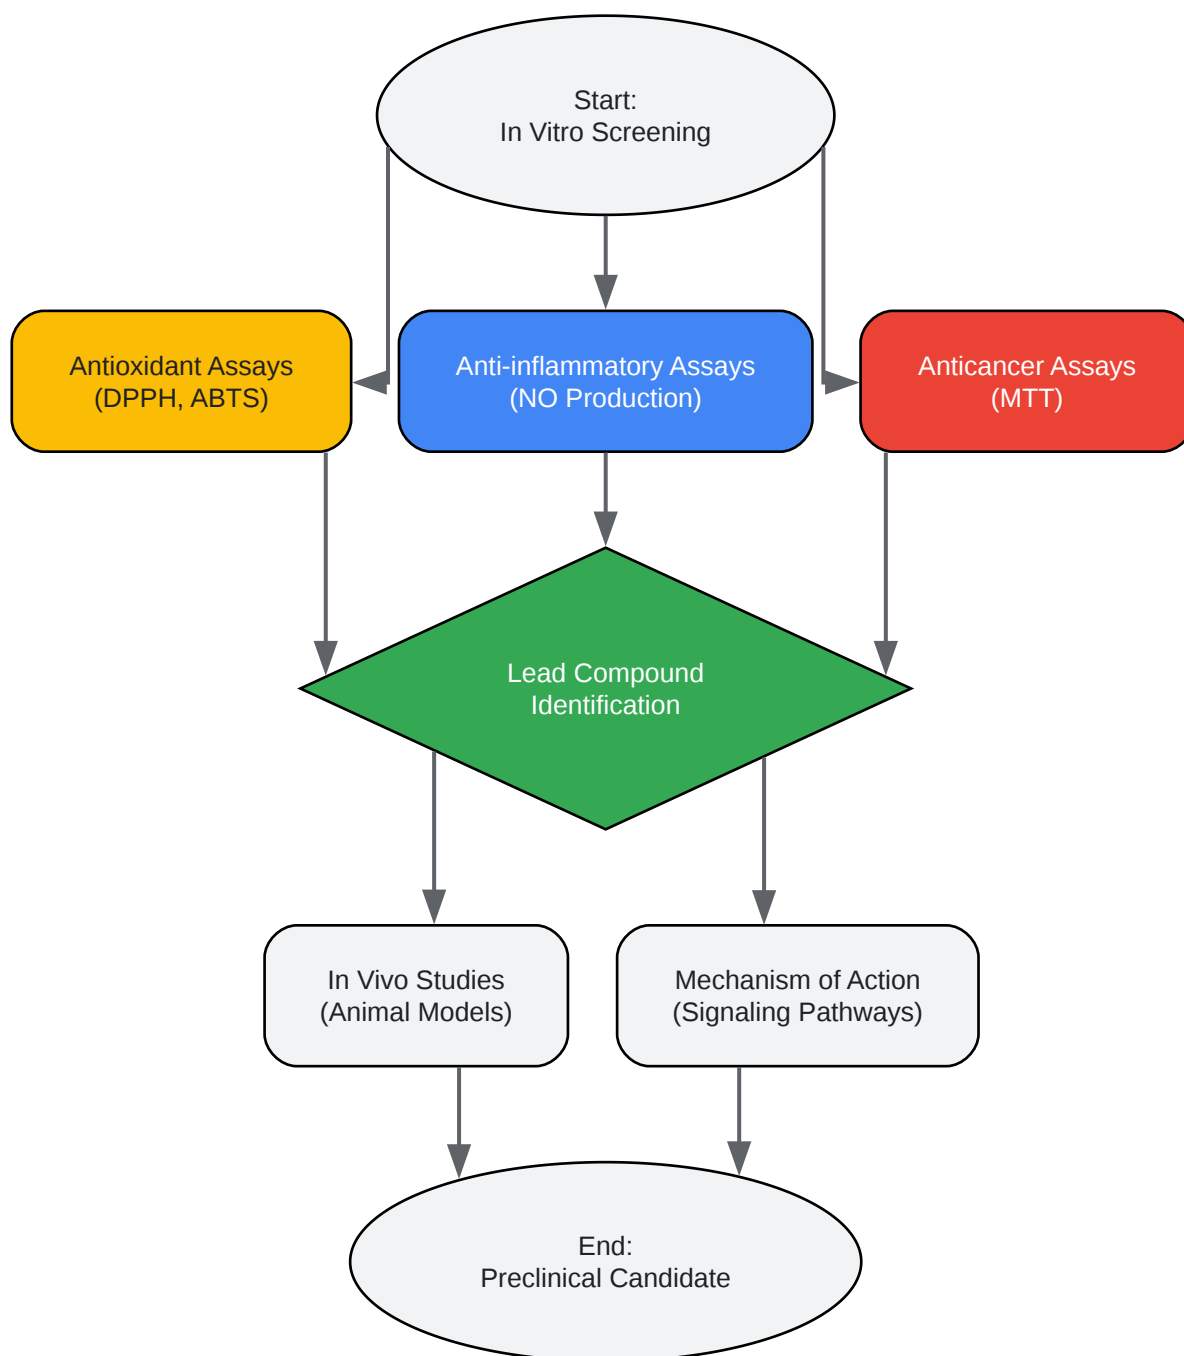 Start:
In Vitro Screening
Antioxidant Assays
(DPPH, ABTS)
Anti-inflammatory Assays
(NO Production)
Anticancer Assays
(MTT)
Lead Compound
Identification
In Vivo Studies
(Animal Models)
Mechanism of Action
(Signaling Pathways)
End:
Preclinical Candidate